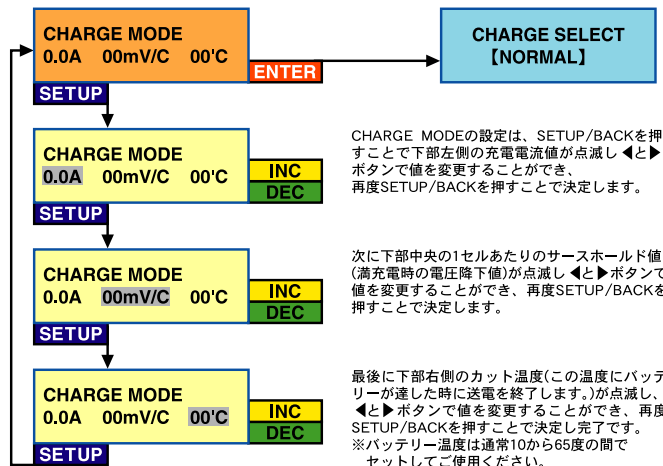 CHARGE MODE
0.0A 00mV/C 00'C
ENTER
SETUP
CHARGE SELECT
【NORMAL】
CHARGE MODE
0.0A 00mV/C 00'C
INC
DEC
SETUP
CHARGE MODEの設定は、SETUP/BACKを押
すことで下部左側の充電電流値が点滅し◀と▶
ボタンで値を変更することができ、
再度SETUP/BACKを押すことで決定します。
CHARGE MODE
0.0A 00mV/C 00'C
INC
DEC
SETUP
次に下部中央の1セルあたりのサースホールド値
(満充電時の電圧降下値)が点滅し◀と▶ボタンで
値を変更することができ、再度SETUP/BACKを
押すことで決定します。
CHARGE MODE
0.0A 00mV/C 00'C
INC
DEC
SETUP
最後に下部右側のカット温度(この温度にバッテ
リーが達した時に送電を終了します。)が点滅し、
◀と▶ボタンで値を変更することができ、再度
SETUP/BACKを押すことで決定し完了です。
※バッテリー温度は通常10から65度の間で
セットしてご使用ください。